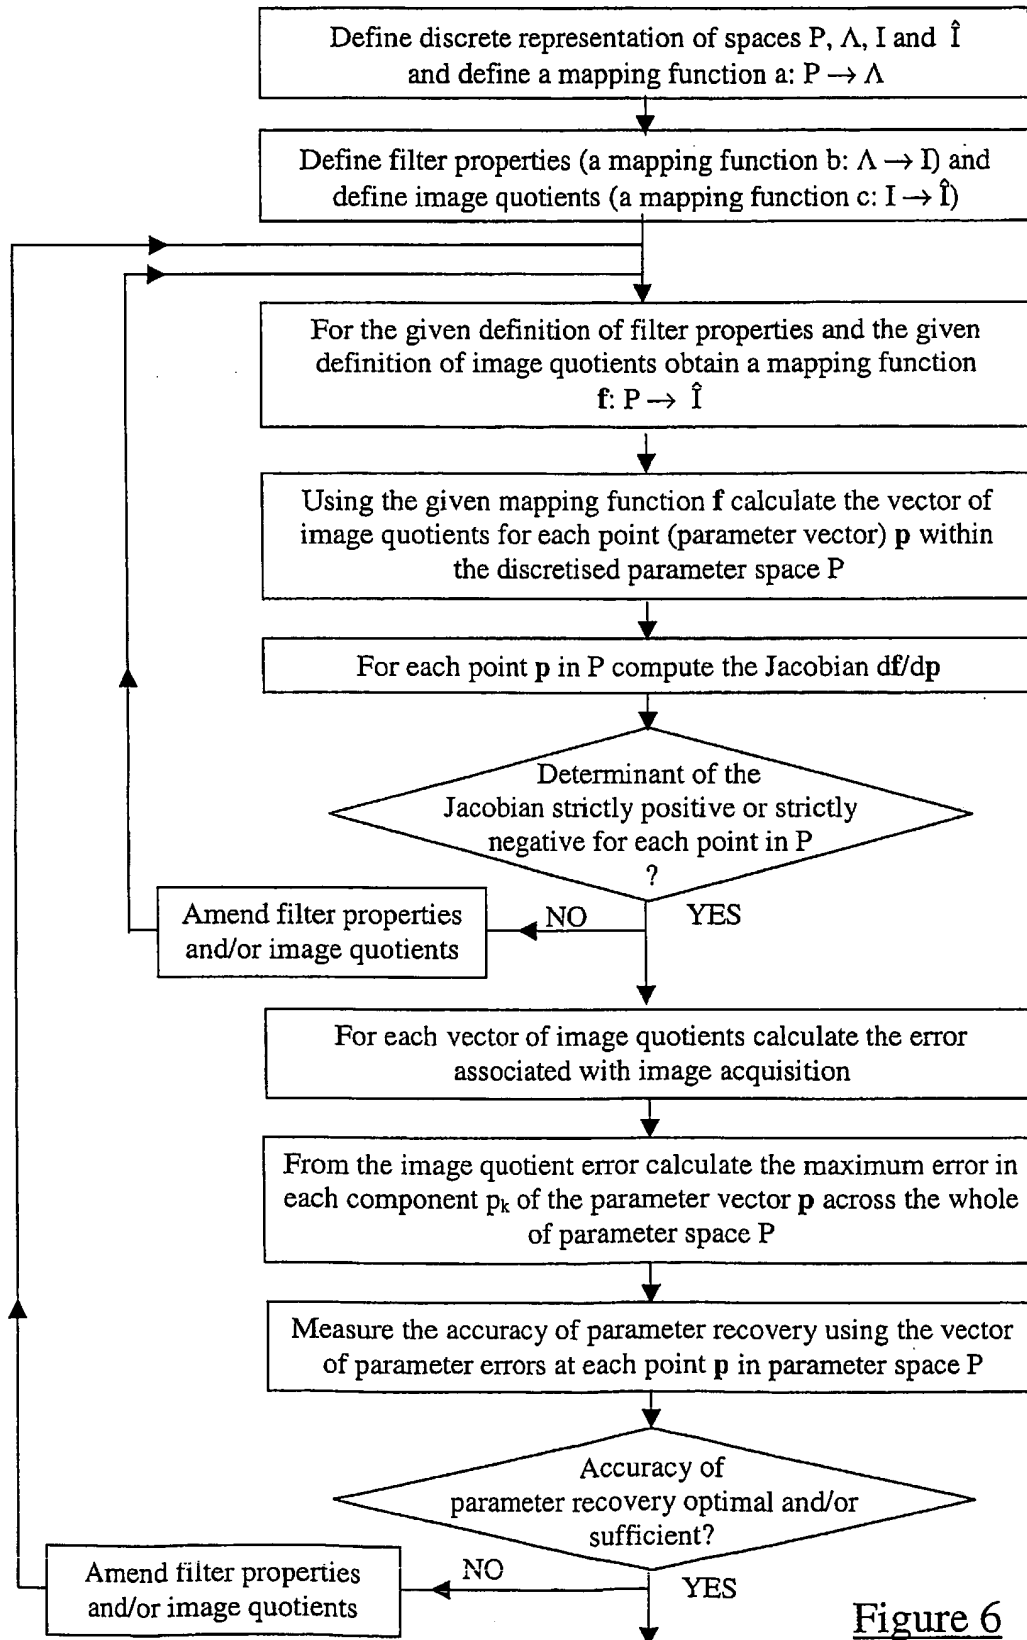 Define discrete representation of spaces P, Λ, I and Î
and define a mapping function a: P → Λ
Define filter properties (a mapping function b: Λ → I) and
define image quotients (a mapping function c: I → Î)
For the given definition of filter properties and the given
definition of image quotients obtain a mapping function
f: P → Î
Using the given mapping function f calculate the vector of
image quotients for each point (parameter vector) p within
the discretised parameter space P
For each point p in P compute the Jacobian df/dp
Determinant of the
Jacobian strictly positive or strictly
negative for each point in P
?
NO
YES
Amend filter properties
and/or image quotients
For each vector of image quotients calculate the error
associated with image acquisition
From the image quotient error calculate the maximum error in
each component pₖ of the parameter vector p across the whole
of parameter space P
Measure the accuracy of parameter recovery using the vector
of parameter errors at each point p in parameter space P
Accuracy of
parameter recovery optimal and/or
sufficient?
NO
YES
Amend filter properties
and/or image quotients
Figure 6